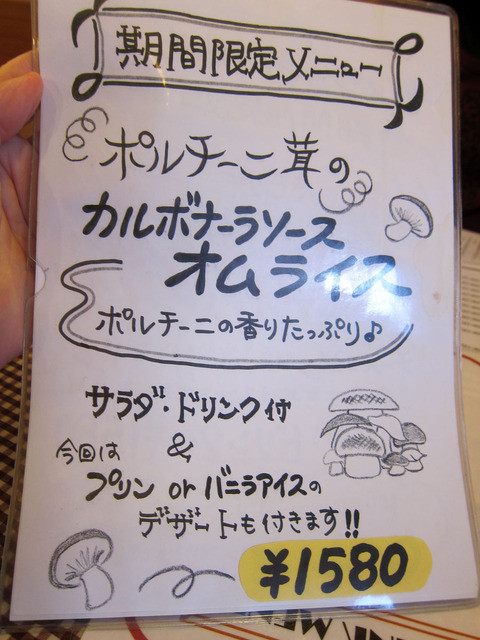 期間限定メニュー
ポルチーニ茸の
カルボナーラソース
オムライス
ポルチーニの香りたっぷり♪
サラダ・ドリンク付
今回は &
プリン or バニラアイスの
デザートも付きます!!
¥1580